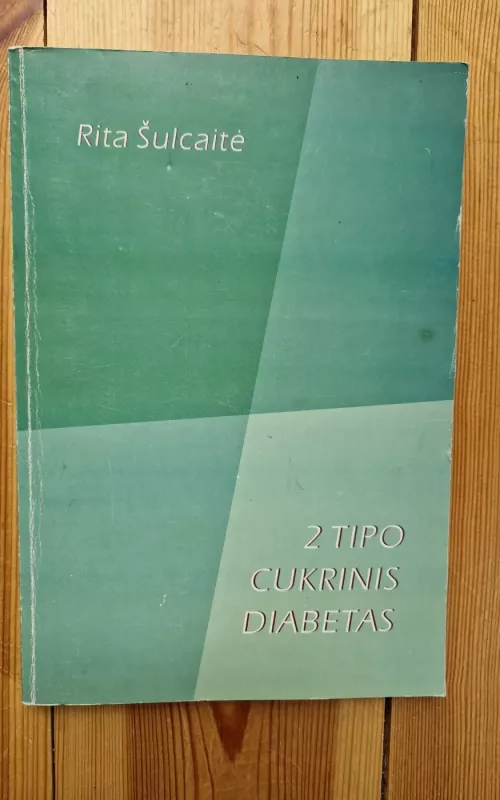 Rita Šulcaitė
2 TIPO
CUKRINIS
DIABETAS